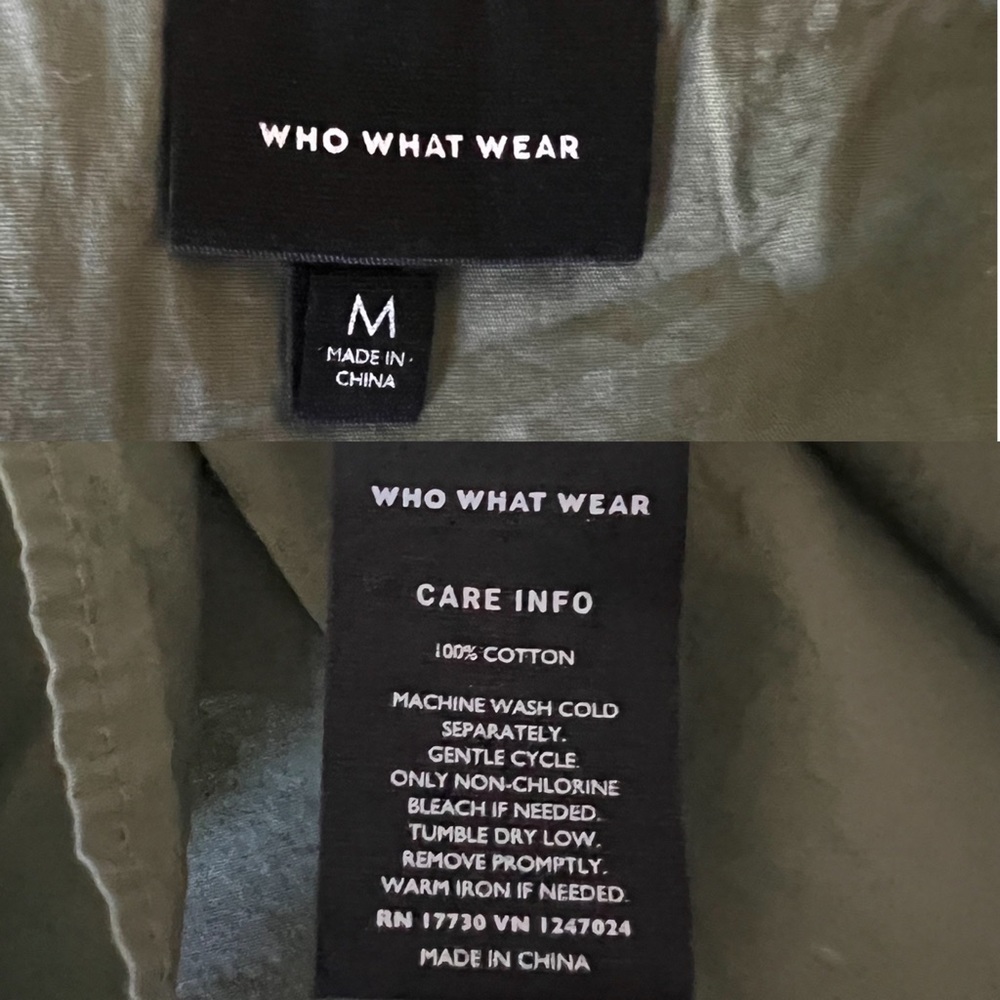 WHO WHAT WEAR
M
MADE IN
CHINA
WHO WHAT WEAR
CARE INFO
100% COTTON
MACHINE WASH COLD
SEPARATELY.
GENTLE CYCLE.
ONLY NON-CHLORINE
BLEACH IF NEEDED.
TUMBLE DRY LOW.
REMOVE PROMPTLY.
WARM IRON IF NEEDED.
RN 17730 VN 1247024
MADE IN CHINA